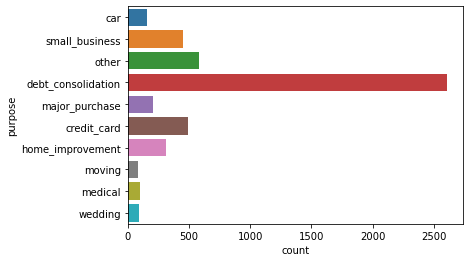 car
small_business
other
debt_consolidation
major_purchase
credit_card
home_improvement
moving
medical
wedding
purpose
0 500 1000 1500 2000 2500
count